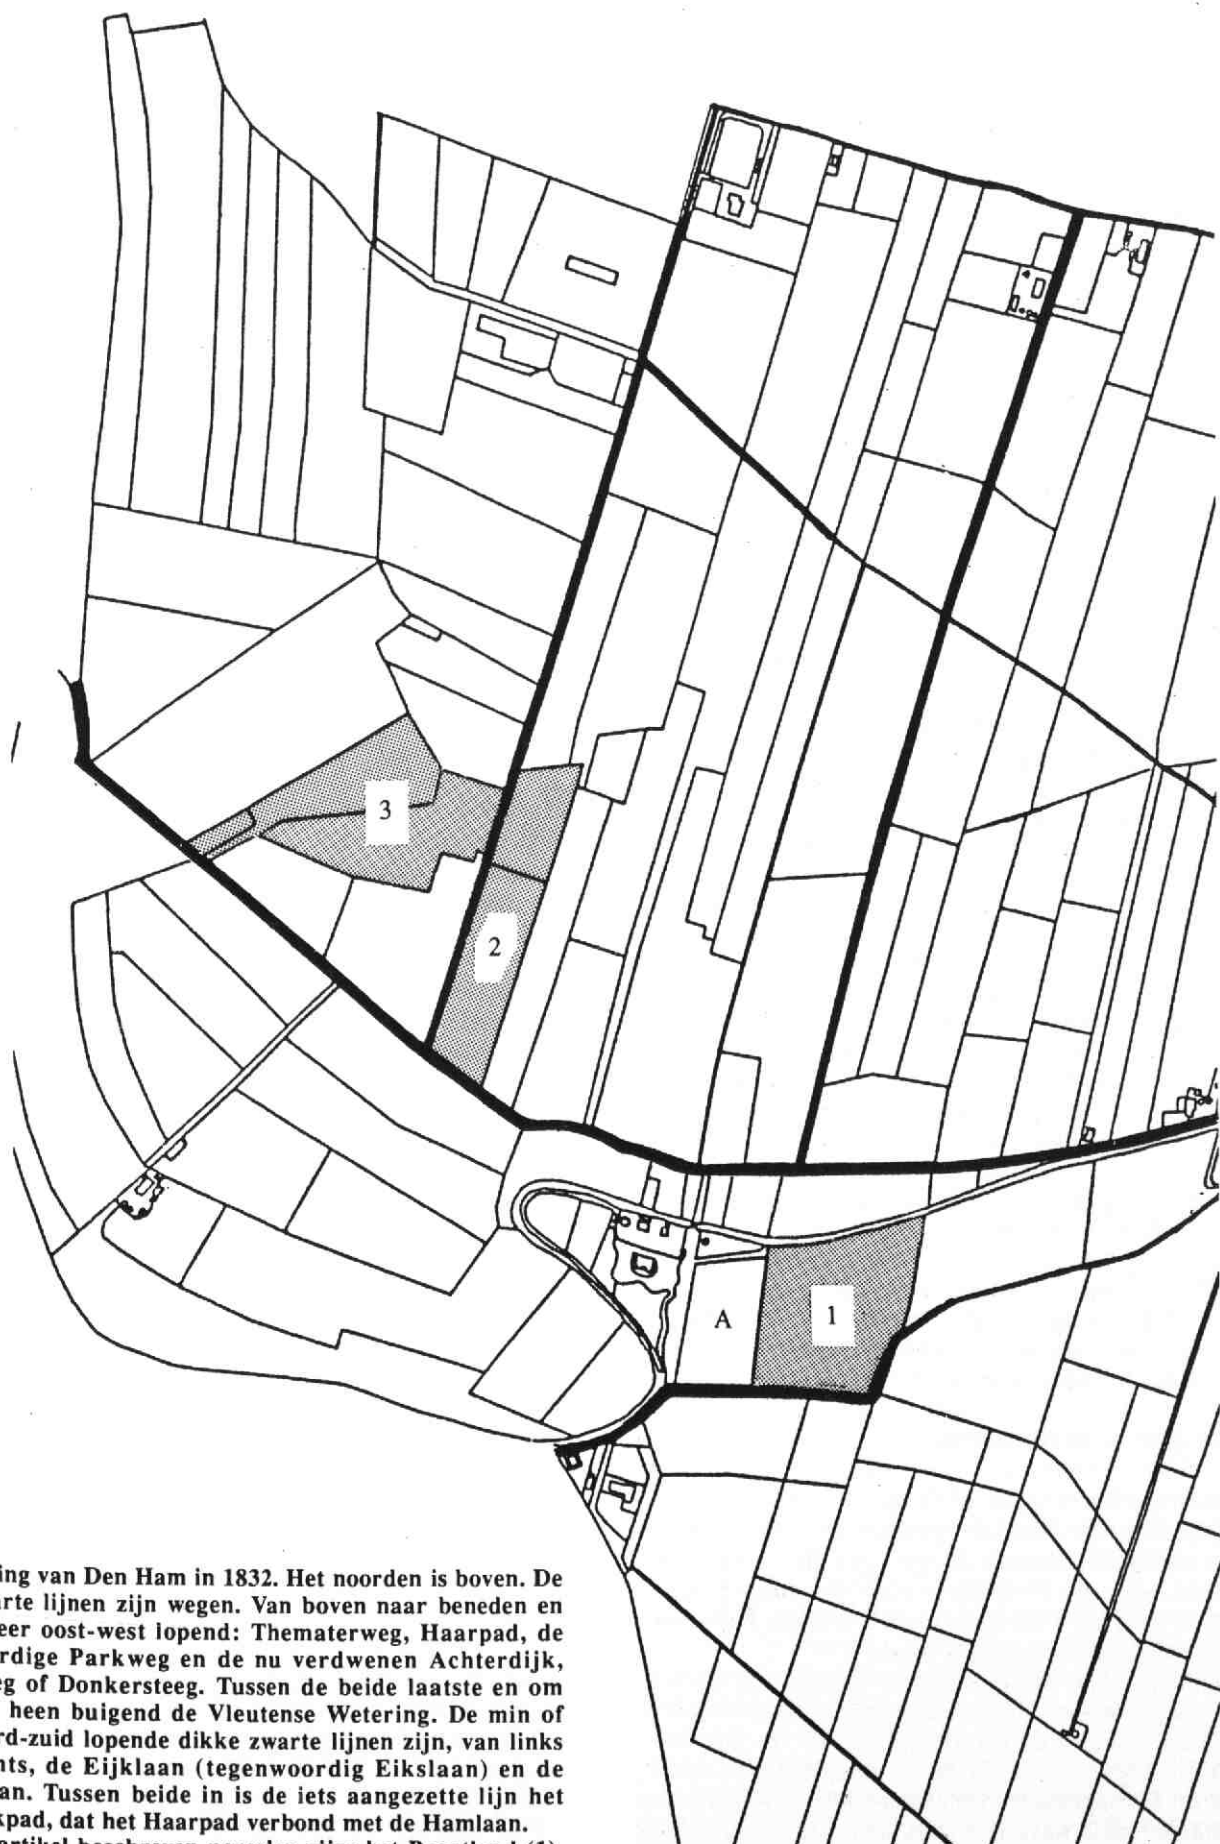 3
2
A
1
ing van Den Ham in 1832. Het noorden is boven. De
rte lijnen zijn wegen. Van boven naar beneden en
eer oost-west lopend: Thematerweg, Haarpad, de
rdige Parkweg en de nu verdwenen Achterdijk,
g of Donkersteeg. Tussen de beide laatste en om
heen buigend de Vleutense Wetering. De min of
rd-zuid lopende dikke zwarte lijnen zijn, van links
nts, de Eijklaan (tegenwoordig Eikslaan) en de
an. Tussen beide in is de iets aangezette lijn het
kpad, dat het Haarpad verbond met de Hamlaan.